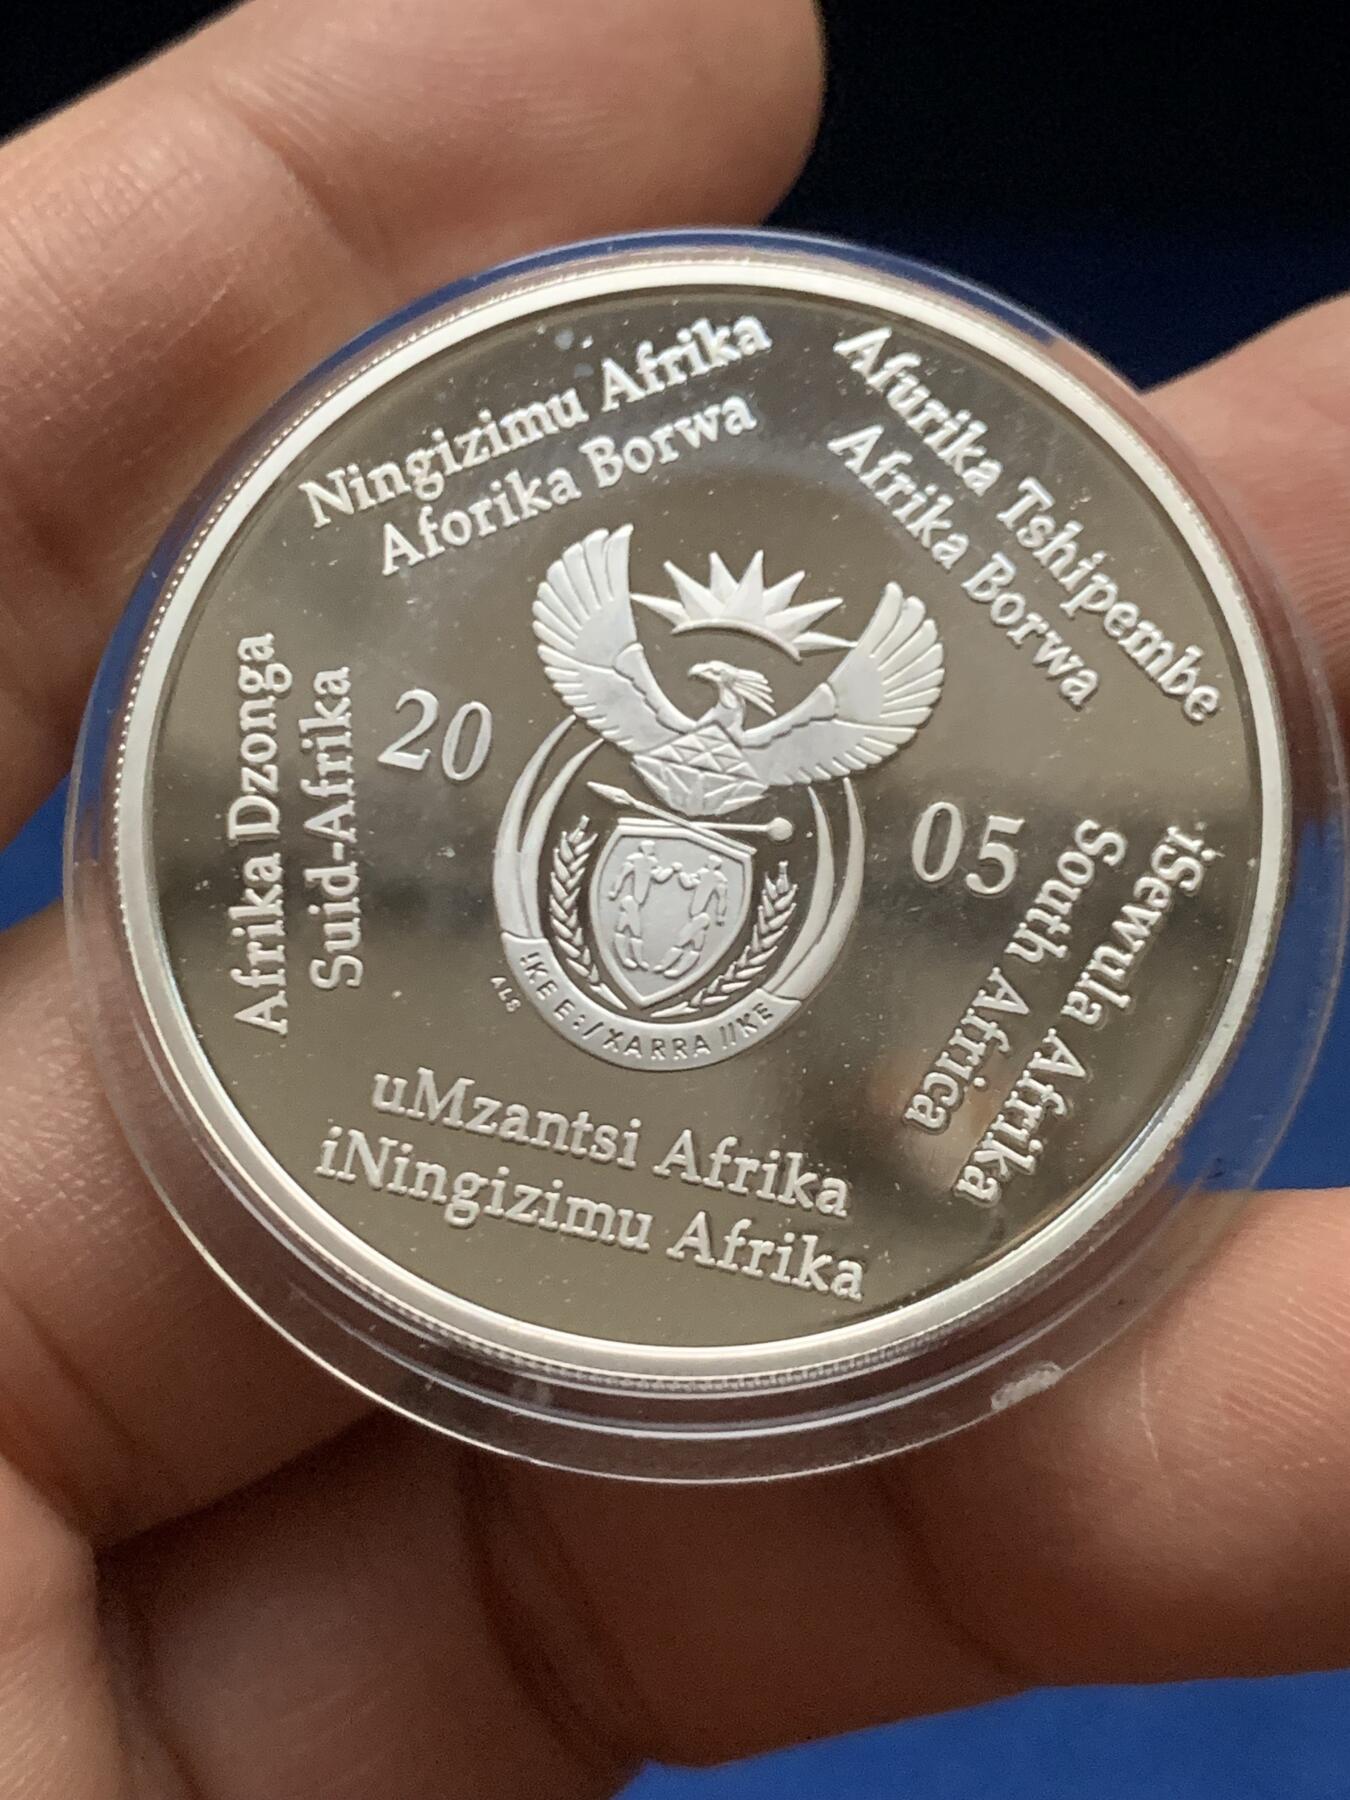 Ningizimu Afrika
Aforika Borwa
Afurika Tshipembe
Afrika Borwa
iSewula Afrika
South Africa
uMzantsi Afrika
iNingizimu Afrika
Afrika Dzonga
Suid-Afrika
20
05
!KE E:/XARRA //KE
ALS